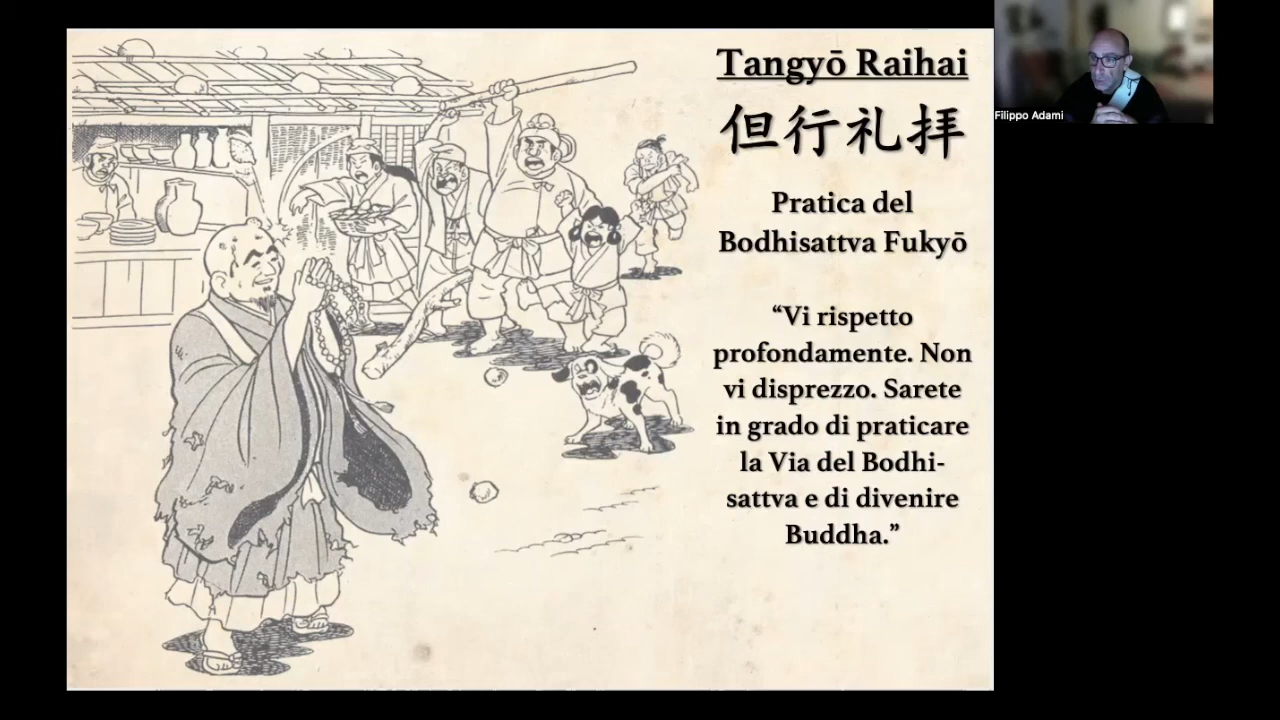 Tangyō Raihai
但行礼拝
Pratica del
Bodhisattva Fukyō
“Vi rispetto
profondamente. Non
vi disprezzo. Sarete
in grado di praticare
la Via del Bodhi-
sattva e di divenire
Buddha.”
Filippo Adami